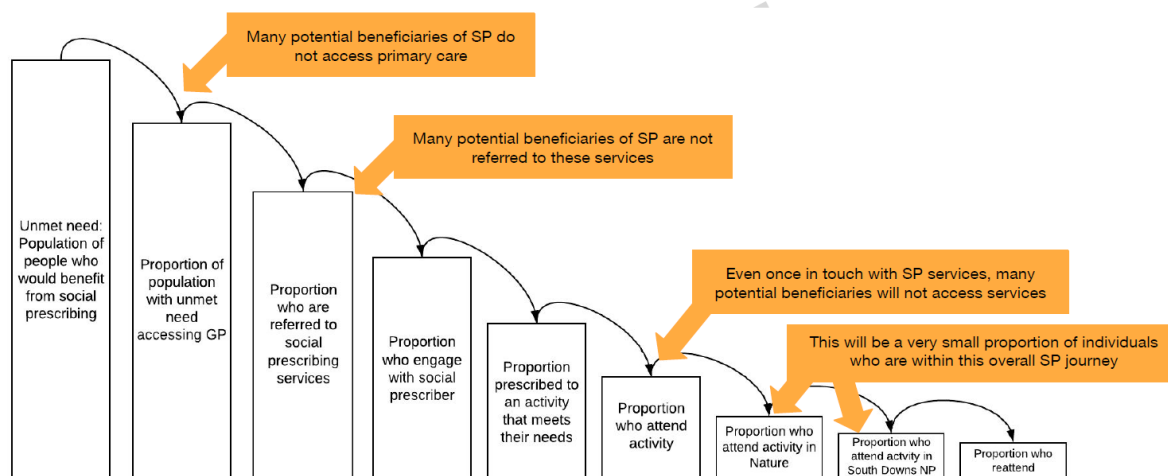 Many potential beneficiaries of SP do
not access primary care
Many potential beneficiaries of SP are not
referred to these services
Even once in touch with SP services, many
potential beneficiaries will not access services
This will be a very small proportion of individuals
who are within this overall SP journey
Unmet need:
Population of
people who
would benefit
from social
prescribing
Proportion of
population
with unmet
need
accessing GP
Proportion
who are
referred to
social
prescribing
services
Proportion
who engage
with social
prescriber
Proportion
prescribed to
an activity
that meets
their needs
Proportion
who attend
activity
Proportion who
attend activity in
Nature
Proportion who
attend activty in
South Downs NP
Proportion who
reattend